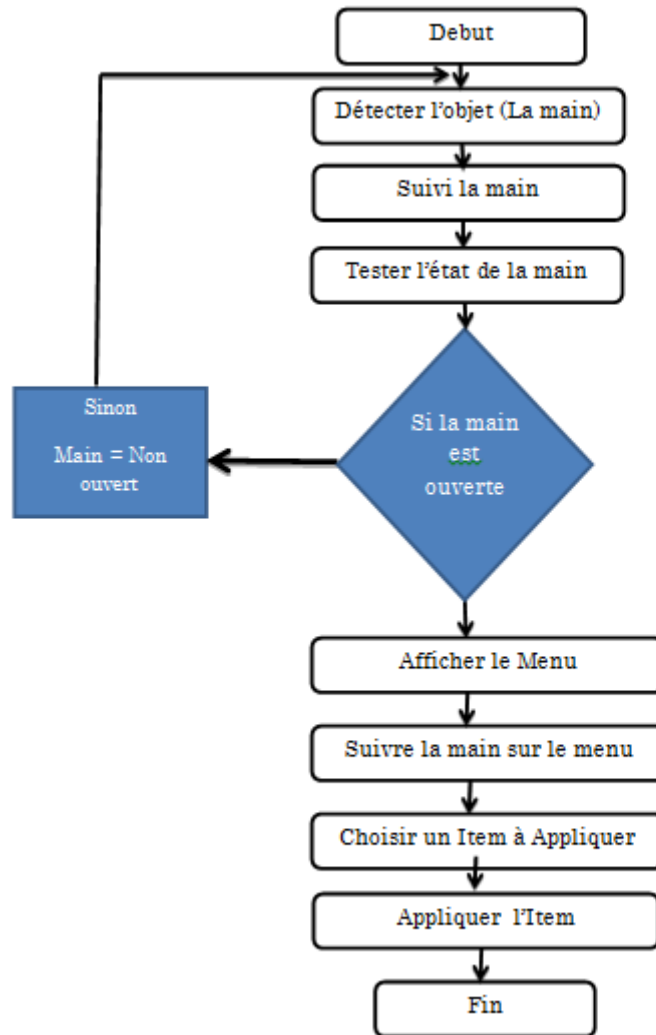 Debut
Détecter l'objet (La main)
Suivi la main
Tester l'état de la main
Si la main
est
ouverte
Sinon
Main = Non
ouvert
Afficher le Menu
Suivre la main sur le menu
Choisir un Item à Appliquer
Appliquer l'Item
Fin